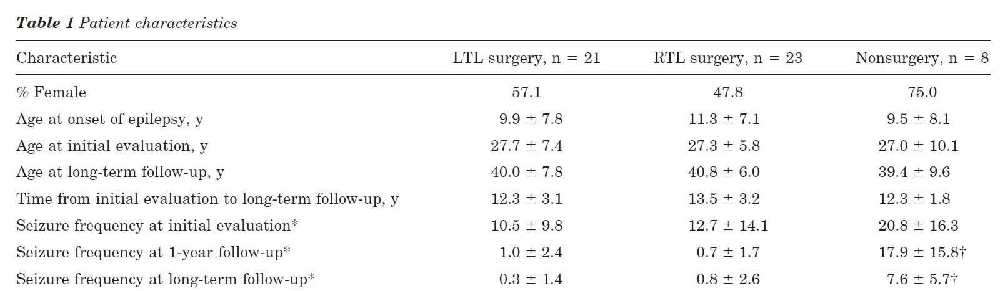 Table 1 Patient characteristics
Characteristic LTL surgery, n = 21 RTL surgery, n = 23 Nonsurgery, n = 8
% Female 57.1 47.8 75.0
Age at onset of epilepsy, y 9.9 ± 7.8 11.3 ± 7.1 9.5 ± 8.1
Age at initial evaluation, y 27.7 ± 7.4 27.3 ± 5.8 27.0 ± 10.1
Age at long-term follow-up, y 40.0 ± 7.8 40.8 ± 6.0 39.4 ± 9.6
Time from initial evaluation to long-term follow-up, y 12.3 ± 3.1 13.5 ± 3.2 12.3 ± 1.8
Seizure frequency at initial evaluation* 10.5 ± 9.8 12.7 ± 14.1 20.8 ± 16.3
Seizure frequency at 1-year follow-up* 1.0 ± 2.4 0.7 ± 1.7 17.9 ± 15.8†
Seizure frequency at long-term follow-up* 0.3 ± 1.4 0.8 ± 2.6 7.6 ± 5.7†